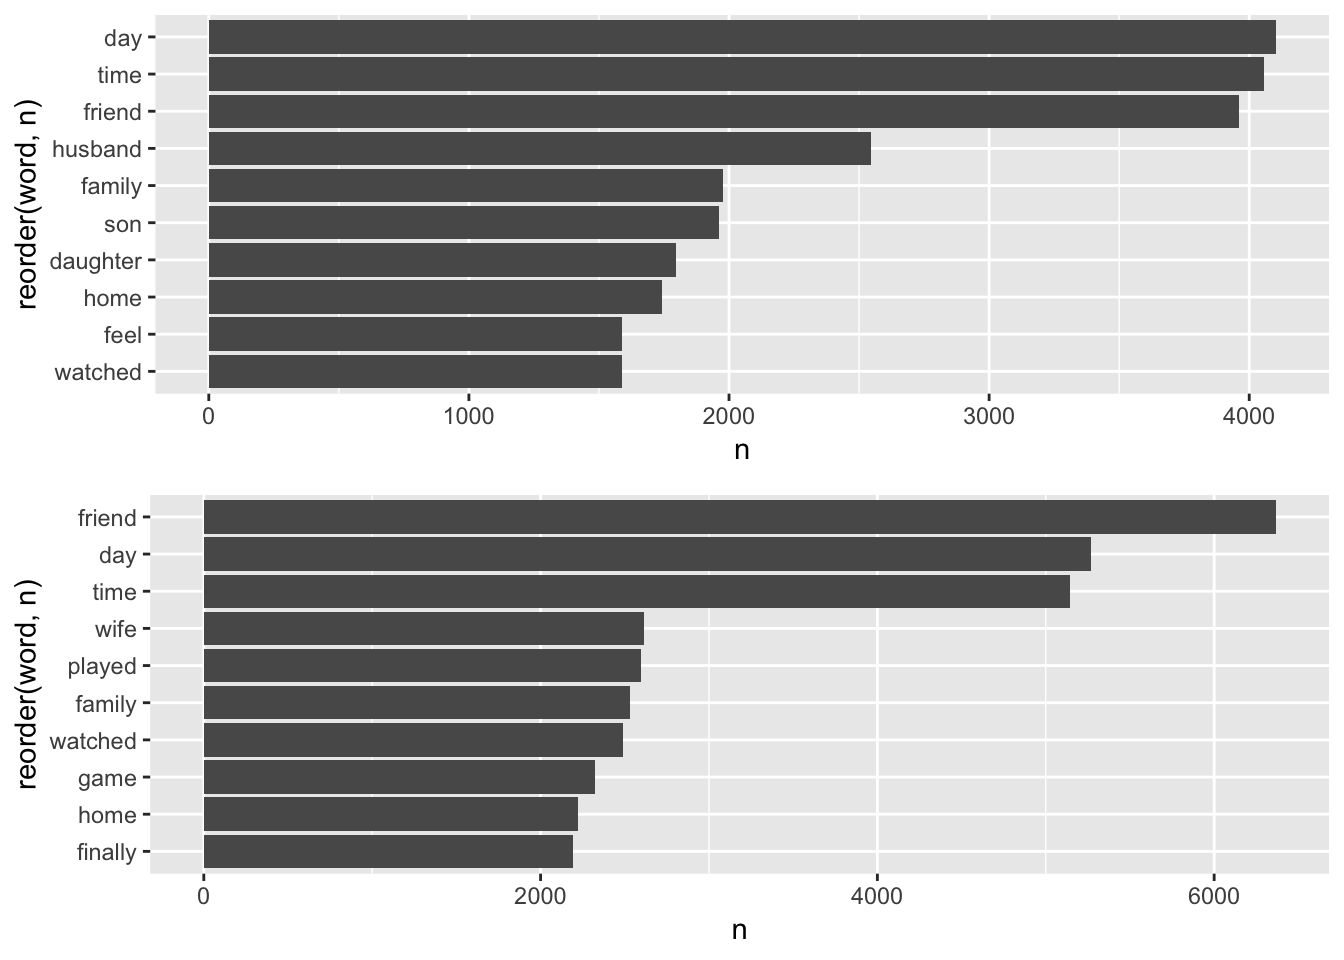 reorder(word, n)
day
time
friend
husband
family
son
daughter
home
feel
watched
0 1000 2000 3000 4000
n
reorder(word, n)
friend
day
time
wife
played
family
watched
game
home
finally
0 2000 4000 6000
n